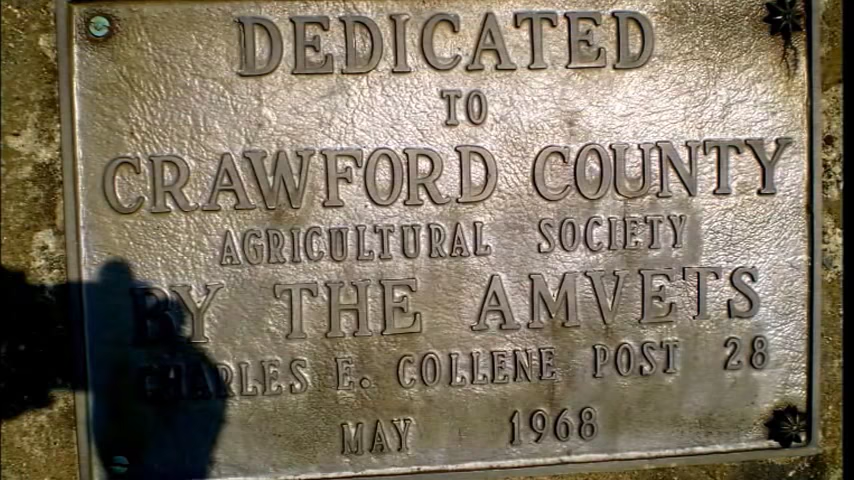 DEDICATED
TO
CRAWFORD COUNTY
AGRICULTURAL SOCIETY
BY THE AMVETS
CHARLES E. COLLENE POST 28
MAY 1968